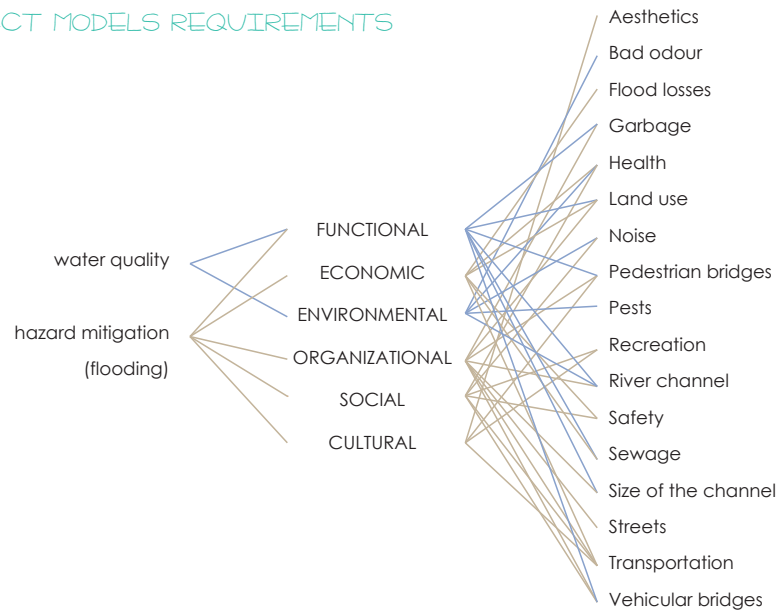 CT MODELS REQUIREMENTS
water quality
hazard mitigation
(flooding)
FUNCTIONAL
ECONOMIC
ENVIRONMENTAL
ORGANIZATIONAL
SOCIAL
CULTURAL
Aesthetics
Bad odour
Flood losses
Garbage
Health
Land use
Noise
Pedestrian bridges
Pests
Recreation
River channel
Safety
Sewage
Size of the channel
Streets
Transportation
Vehicular bridges